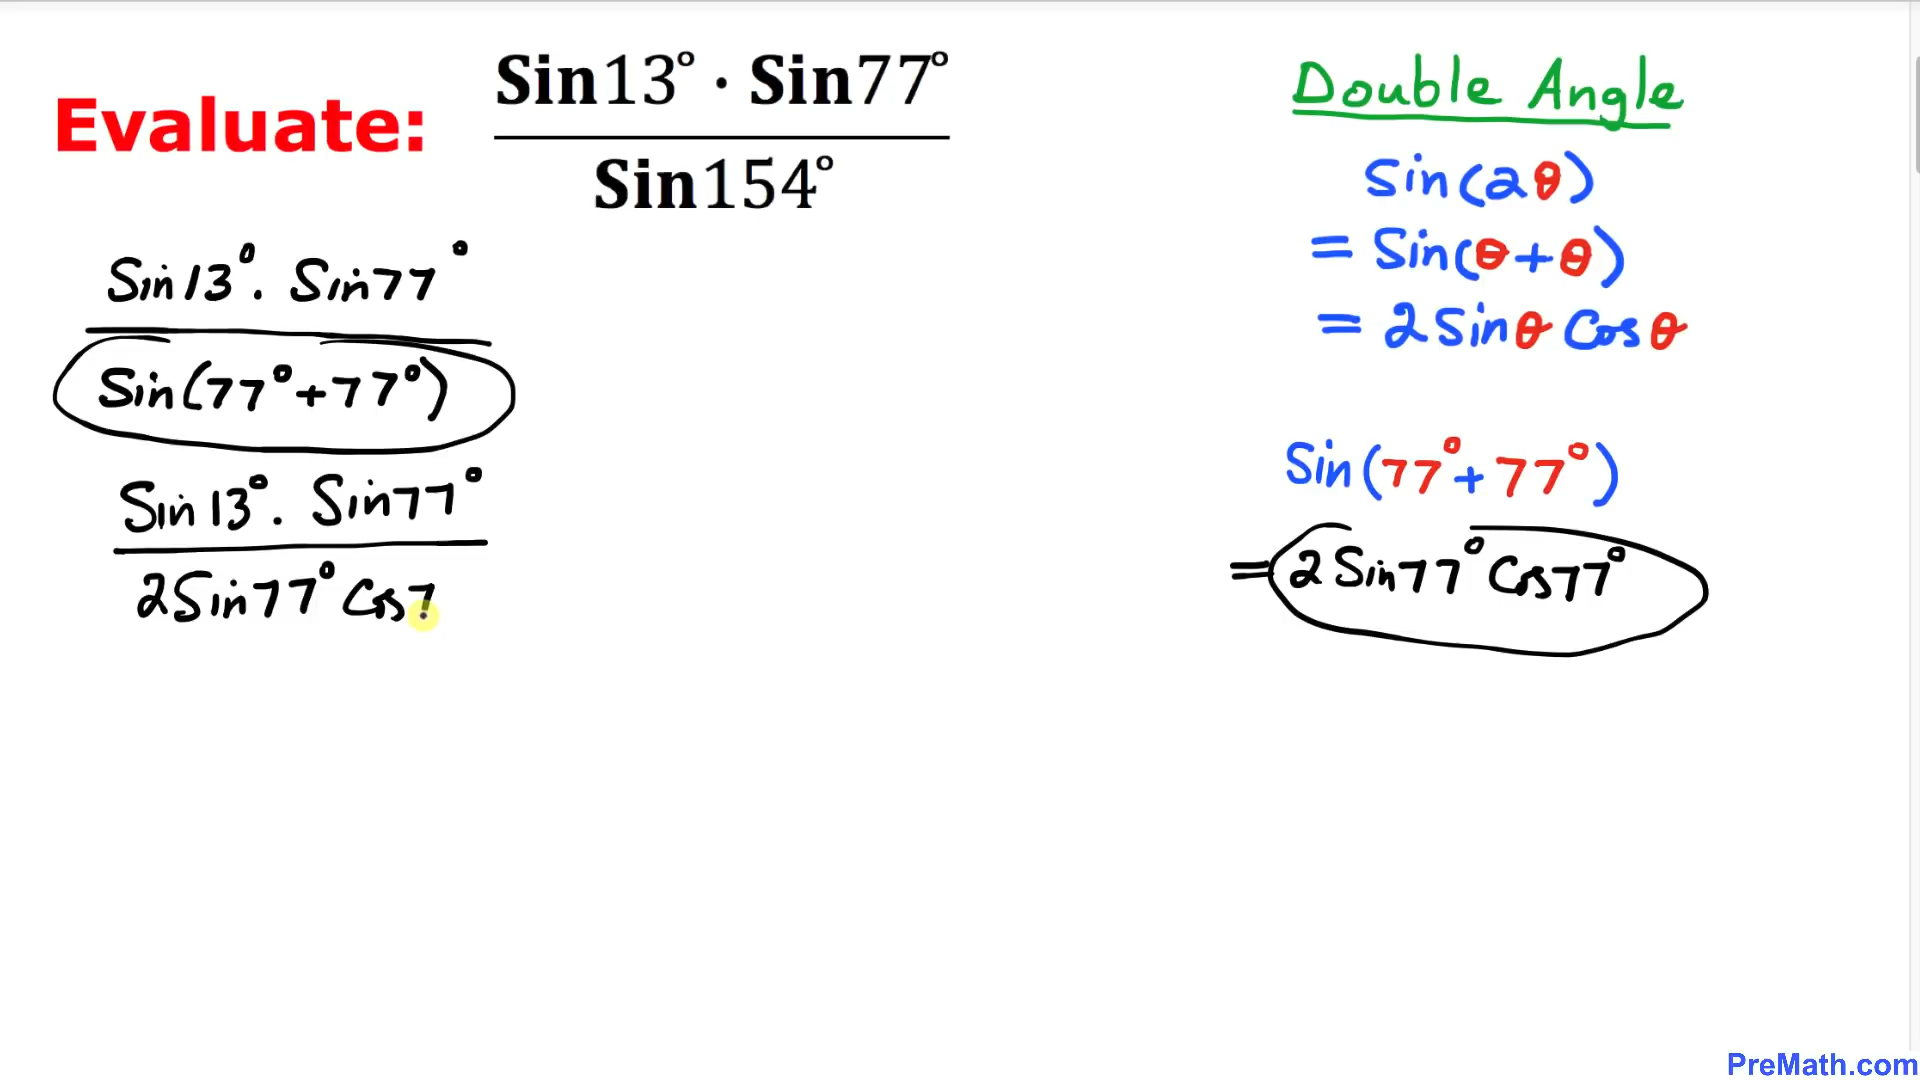 Evaluate: Sin13° · Sin77°
Sin154°
Sin13° . Sin77°
Sin(77°+77°)
Sin13° . Sin77°
2Sin77° Cos7
Double Angle
Sin(2θ)
= Sin(θ+θ)
= 2Sinθ Cosθ
Sin(77°+77°)
= 2Sin77° Cos77°
PreMath.com